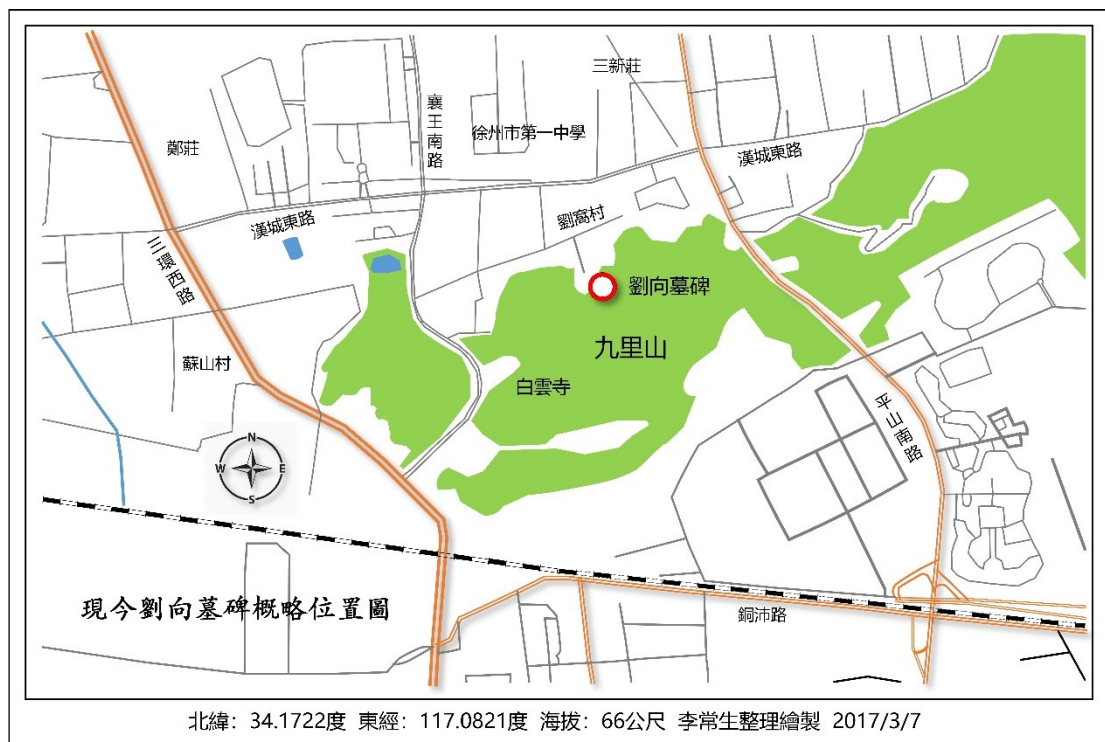 三新莊
襄王南路
徐州市第一中學
鄭莊
漢城東路
劉窩村
漢城東路
三環西路
劉向墓碑
九里山
蘇山村
白雲寺
平山南路
N
W E
S
現今劉向墓碑概略位置圖
銅沛路
北緯：34.1722度 東經：117.0821度 海拔：66公尺 李常生整理繪製 2017/3/7